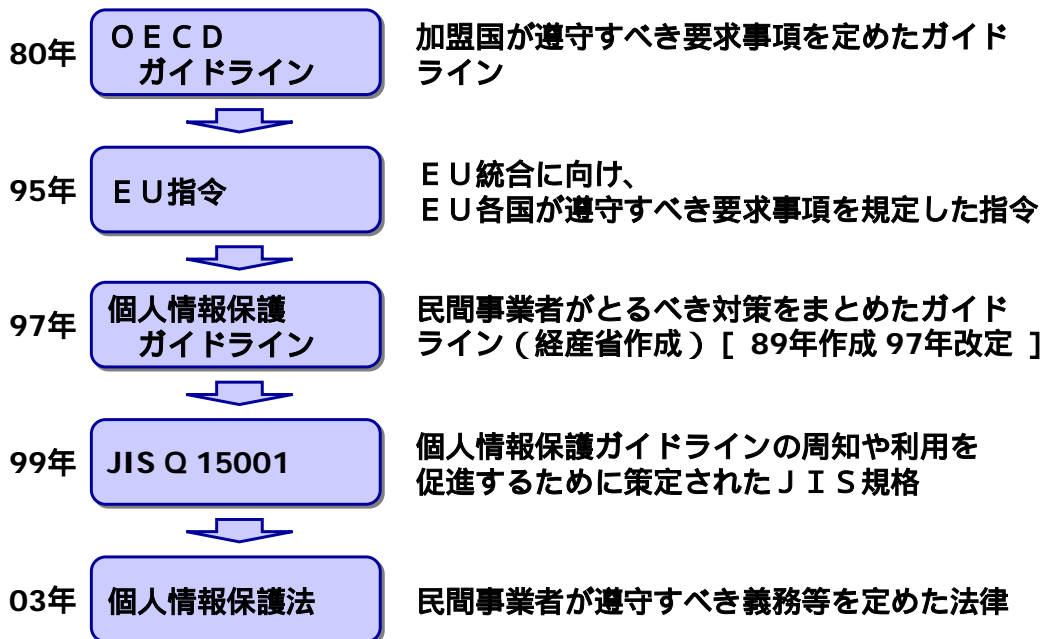 80年
ＯＥＣＤ
ガイドライン
加盟国が遵守すべき要求事項を定めたガイド
ライン
95年
ＥＵ指令
ＥＵ統合に向け、
ＥＵ各国が遵守すべき要求事項を規定した指令
97年
個人情報保護
ガイドライン
民間事業者がとるべき対策をまとめたガイド
ライン（経産省作成）[ 89年作成 97年改定 ]
99年
JIS Q 15001
個人情報保護ガイドラインの周知や利用を
促進するために策定されたＪＩＳ規格
03年
個人情報保護法
民間事業者が遵守すべき義務等を定めた法律